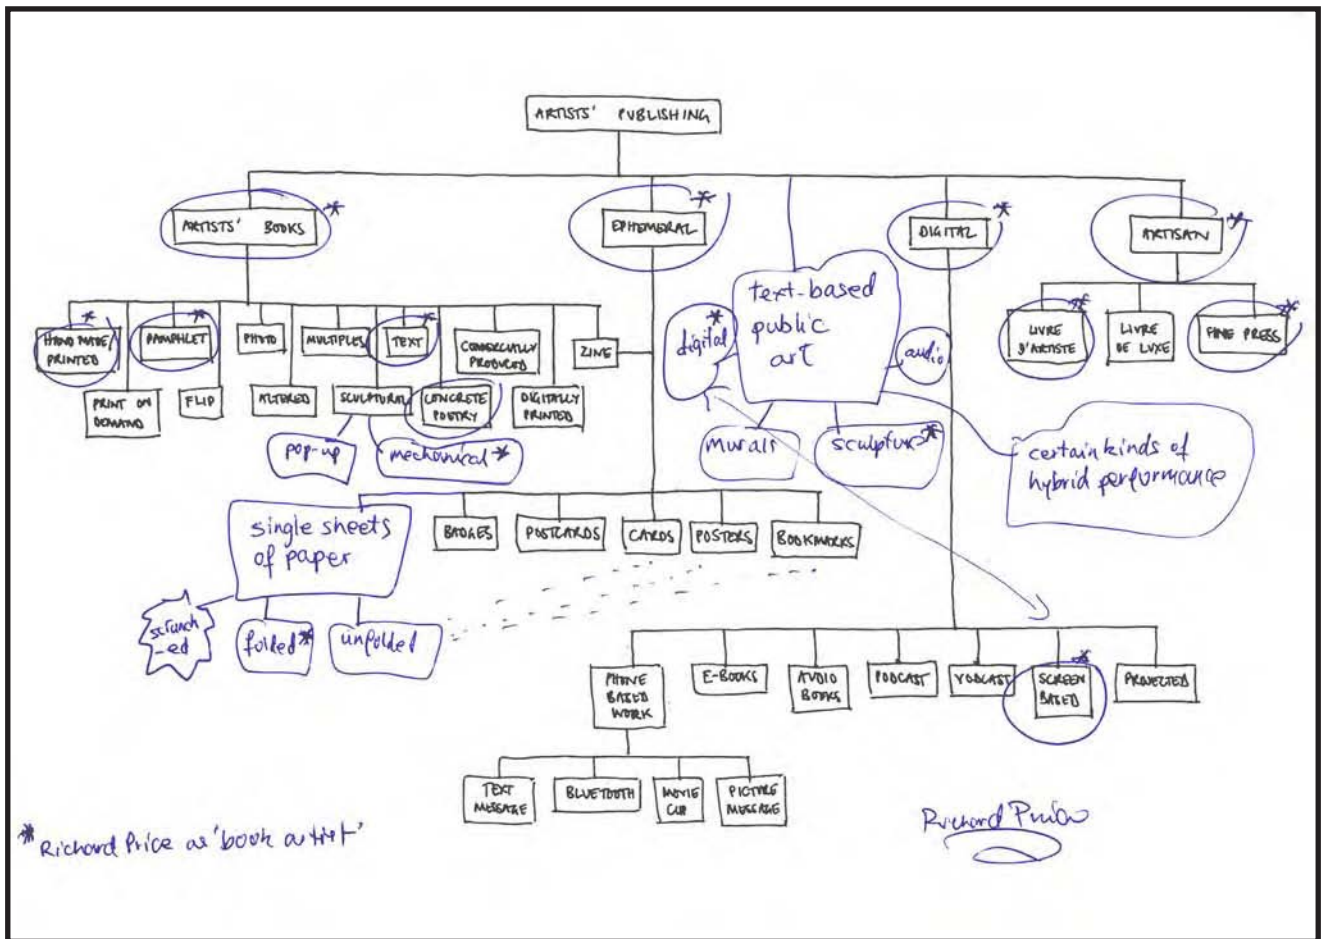 ARTISTS' PUBLISHING
ARTISTS' BOOKS *
EPHEMERAL *
DIGITAL *
ARTISAN *
HAND MADE/
PRINTED *
PAMPHLET *
PHOTO
MULTIPLES
TEXT *
COMMERCIALLY
PRODUCED
ZINE
PRINT ON
DEMAND
FLIP
ALTERED
SCULPTURAL
CONCRETE
POETRY
DIGITALLY
PRINTED
pop-up
mechanical *
digital *
text-based
public
art
audio
murals
sculpture *
certain kinds of
hybrid performance
LIVRE
D'ARTISTE *
LIVRE
DE LUXE
FINE PRESS *
single sheets
of paper
BADGES
POSTCARDS
CARDS
POSTERS
BOOKMARKS
scrunch
-ed
folded *
unfolded
PHONE
BASED
WORK
E-BOOKS
AUDIO
BOOKS
PODCAST
VODCAST
SCREEN
BASED *
PROJECTED
TEXT
MESSAGE
BLUETOOTH
MOVIE
CLIP
PICTURE
MESSAGE
* Richard Price as 'book artist'
Richard Price